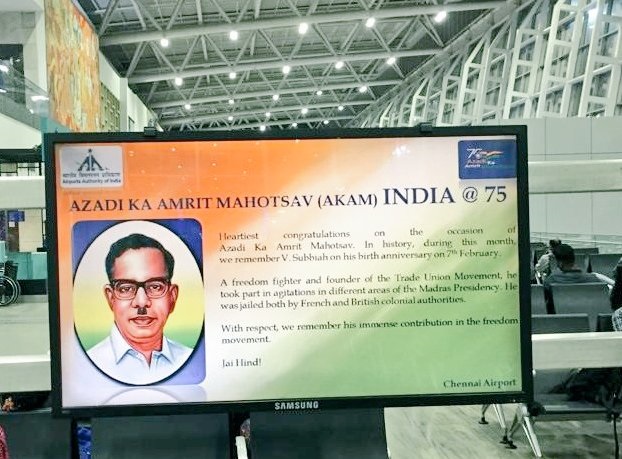 भारतीय विमानपत्तन प्राधिकरण
Airports Authority of India
75
Azadi Ka
Amrit
AZADI KA AMRIT MAHOTSAV (AKAM) INDIA @ 75
Heartiest congratulations on the occasion of
Azadi Ka Amrit Mahotsav. In history, during this month,
we remember V. Subbiah on his birth anniversary on 7th February.
A freedom fighter and founder of the Trade Union Movement, he
took part in agitations in different areas of the Madras Presidency. He
was jailed both by French and British colonial authorities.
With respect, we remember his immense contribution in the freedom
movement.
Jai Hind!
Chennai Airport
SAMSUNG